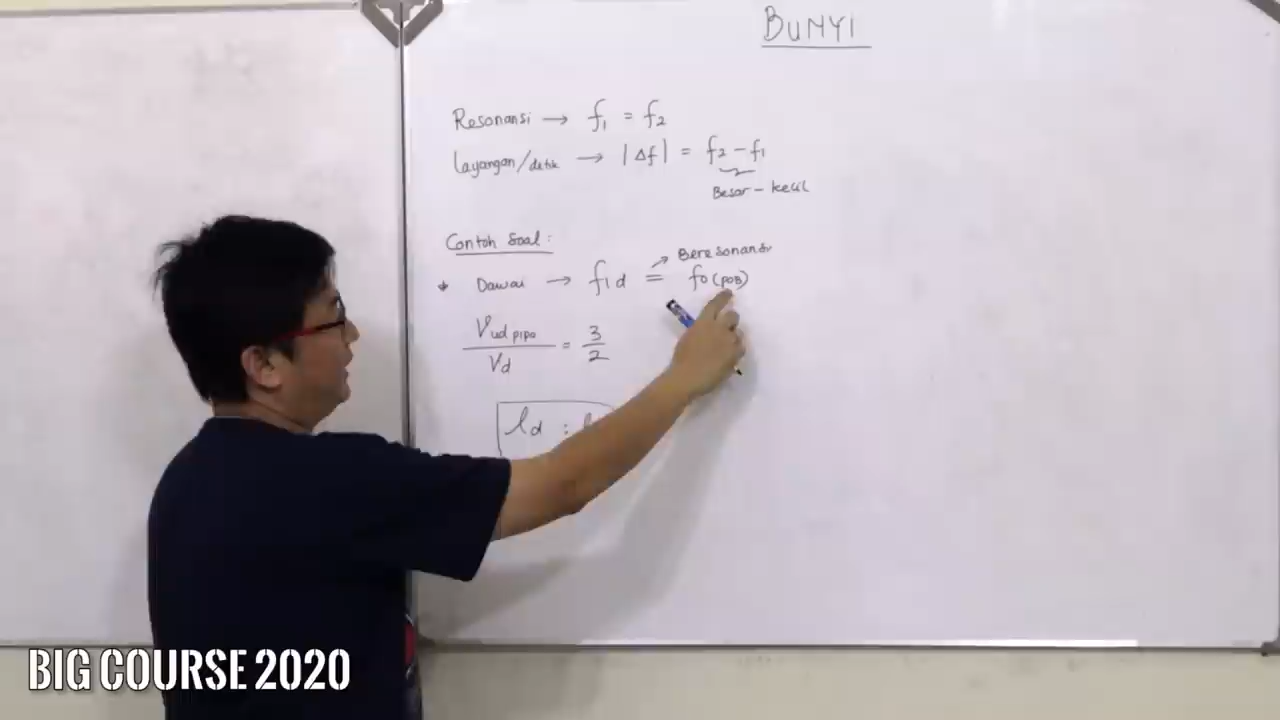 BUNYI
Resonansi → f₁ = f₂
Layangan/detik → |Δf| = f₂ - f₁
Besar - kecil
Contoh Soal :
Beresonansi
* Dawai → f₁d = f₀(POB)
Vud pipa / Vd = 3/2
ld :
BIG COURSE 2020